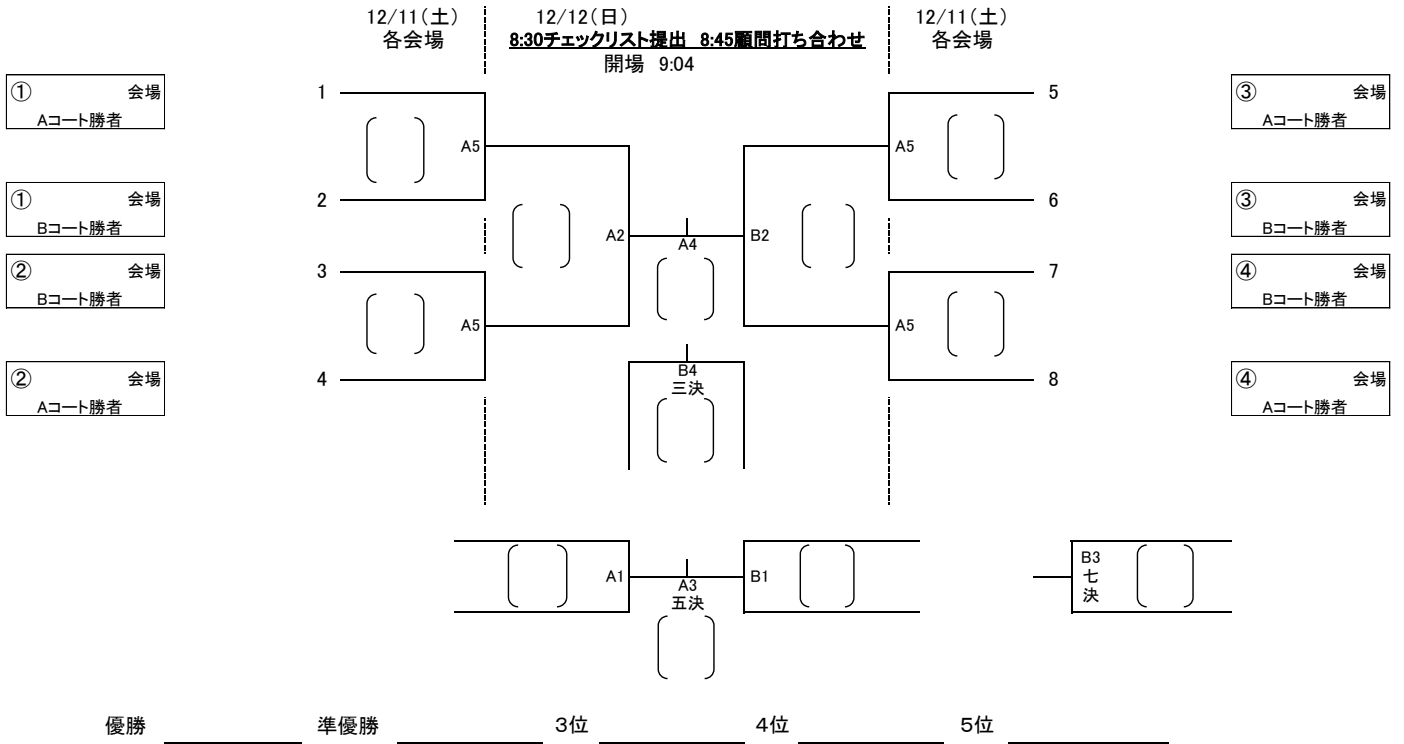 12/11(土)
各会場
12/12(日)
8:30チェックリスト提出 8:45顧問打ち合わせ
開場 9:04
12/11(土)
各会場
① 会場
Aコート勝者
1
5
③ 会場
Aコート勝者
A5
A5
① 会場
Bコート勝者
2
6
③ 会場
Bコート勝者
A2
A4
B2
② 会場
Bコート勝者
3
7
④ 会場
Bコート勝者
A5
A5
② 会場
Aコート勝者
4
8
④ 会場
Aコート勝者
B4
三決
A1
A3
五決
B1
B3
七
決
優勝
準優勝
3位
4位
5位